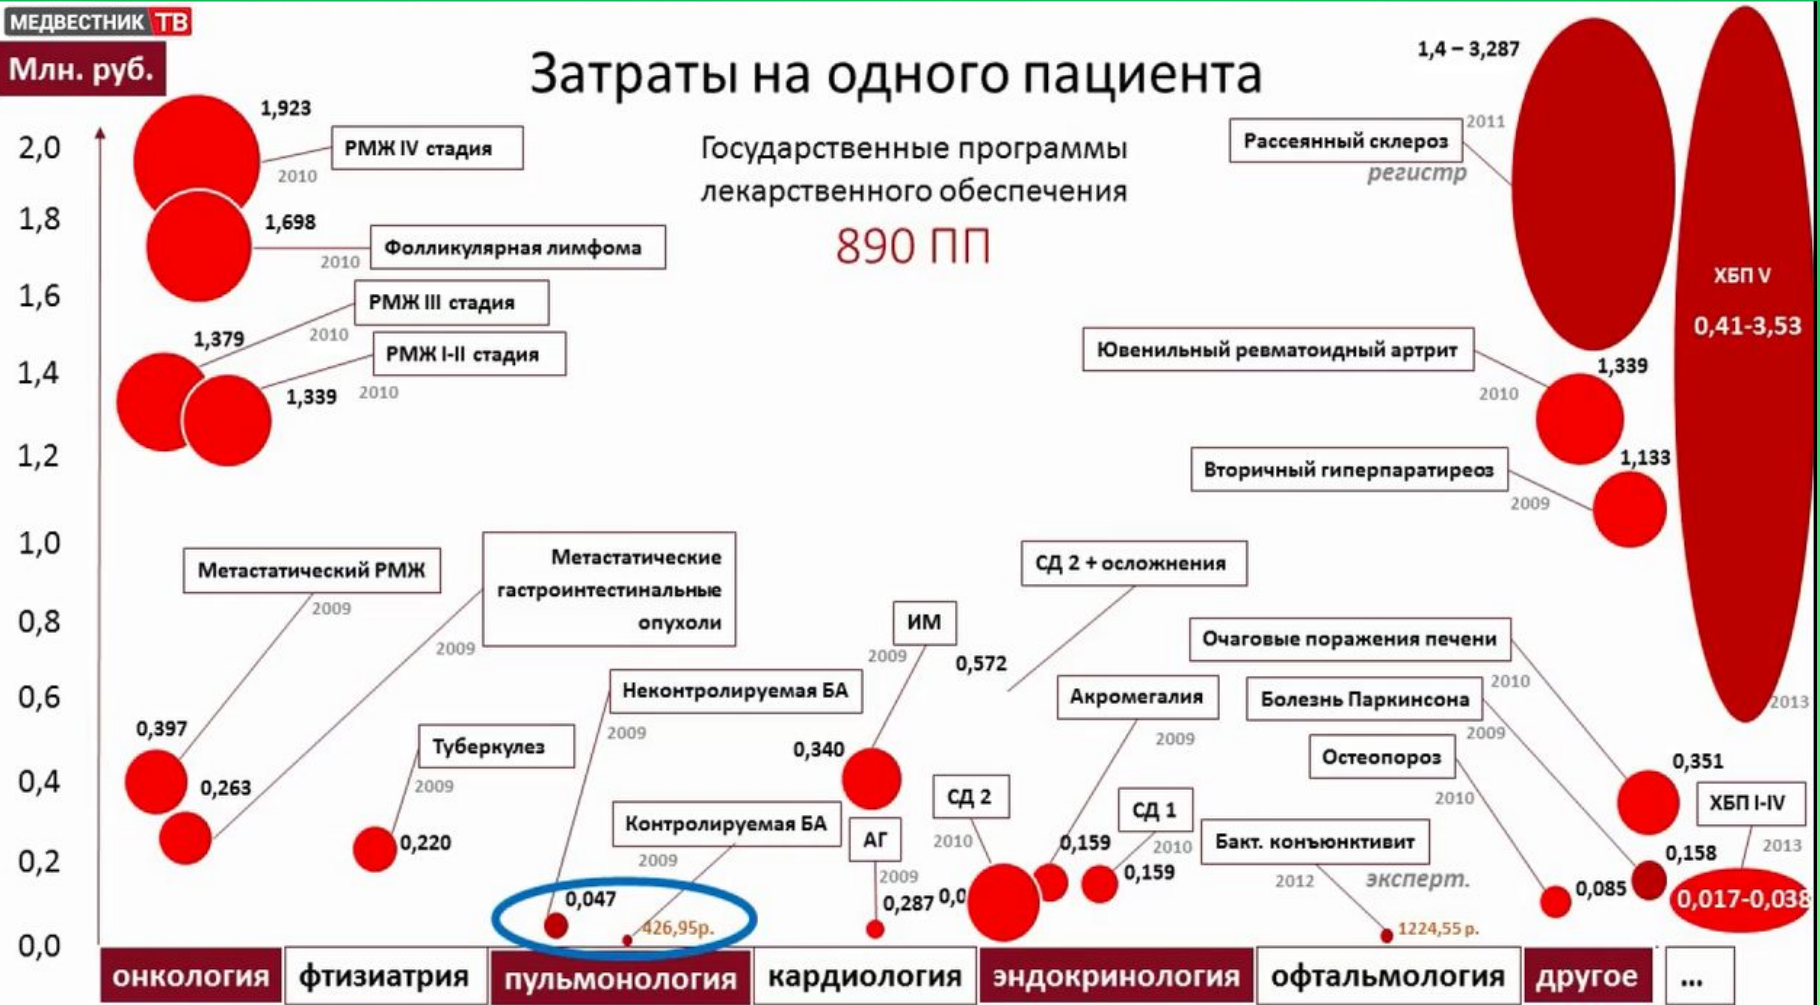 МЕДВЕСТНИК ТВ
Млн. руб.
Затраты на одного пациента
Государственные программы
лекарственного обеспечения
890 ПП
2,0
1,8
1,6
1,4
1,2
1,0
0,8
0,6
0,4
0,2
0,0
1,923
РМЖ IV стадия
2010
1,698
Фолликулярная лимфома
2010
РМЖ III стадия
2010
1,379
РМЖ I-II стадия
2010
1,339
Метастатический РМЖ
2009
0,397
Метастатические
гастроинтестинальные
опухоли
2009
0,263
Туберкулез
2009
0,220
Неконтролируемая БА
2009
0,047
Контролируемая БА
2009
426,95р.
ИМ
2009
0,340
АГ
2009
0,287
СД 2 + осложнения
0,572
СД 2
2010
0,0
Акромегалия
2009
0,159
СД 1
2010
0,159
Бакт. конъюнктивит
2012
эксперт.
1224,55 р.
1,4 – 3,287
Рассеянный склероз
2011
регистр
Ювенильный ревматоидный артрит
2010
1,339
Вторичный гиперпаратиреоз
2009
1,133
Очаговые поражения печени
2010
0,351
Болезнь Паркинсона
2009
0,158
Остеопороз
2010
0,085
ХБП V
0,41-3,53
2013
ХБП I-IV
2013
0,017-0,038
онкология
фтизиатрия
пульмонология
кардиология
эндокринология
офтальмология
другое
...